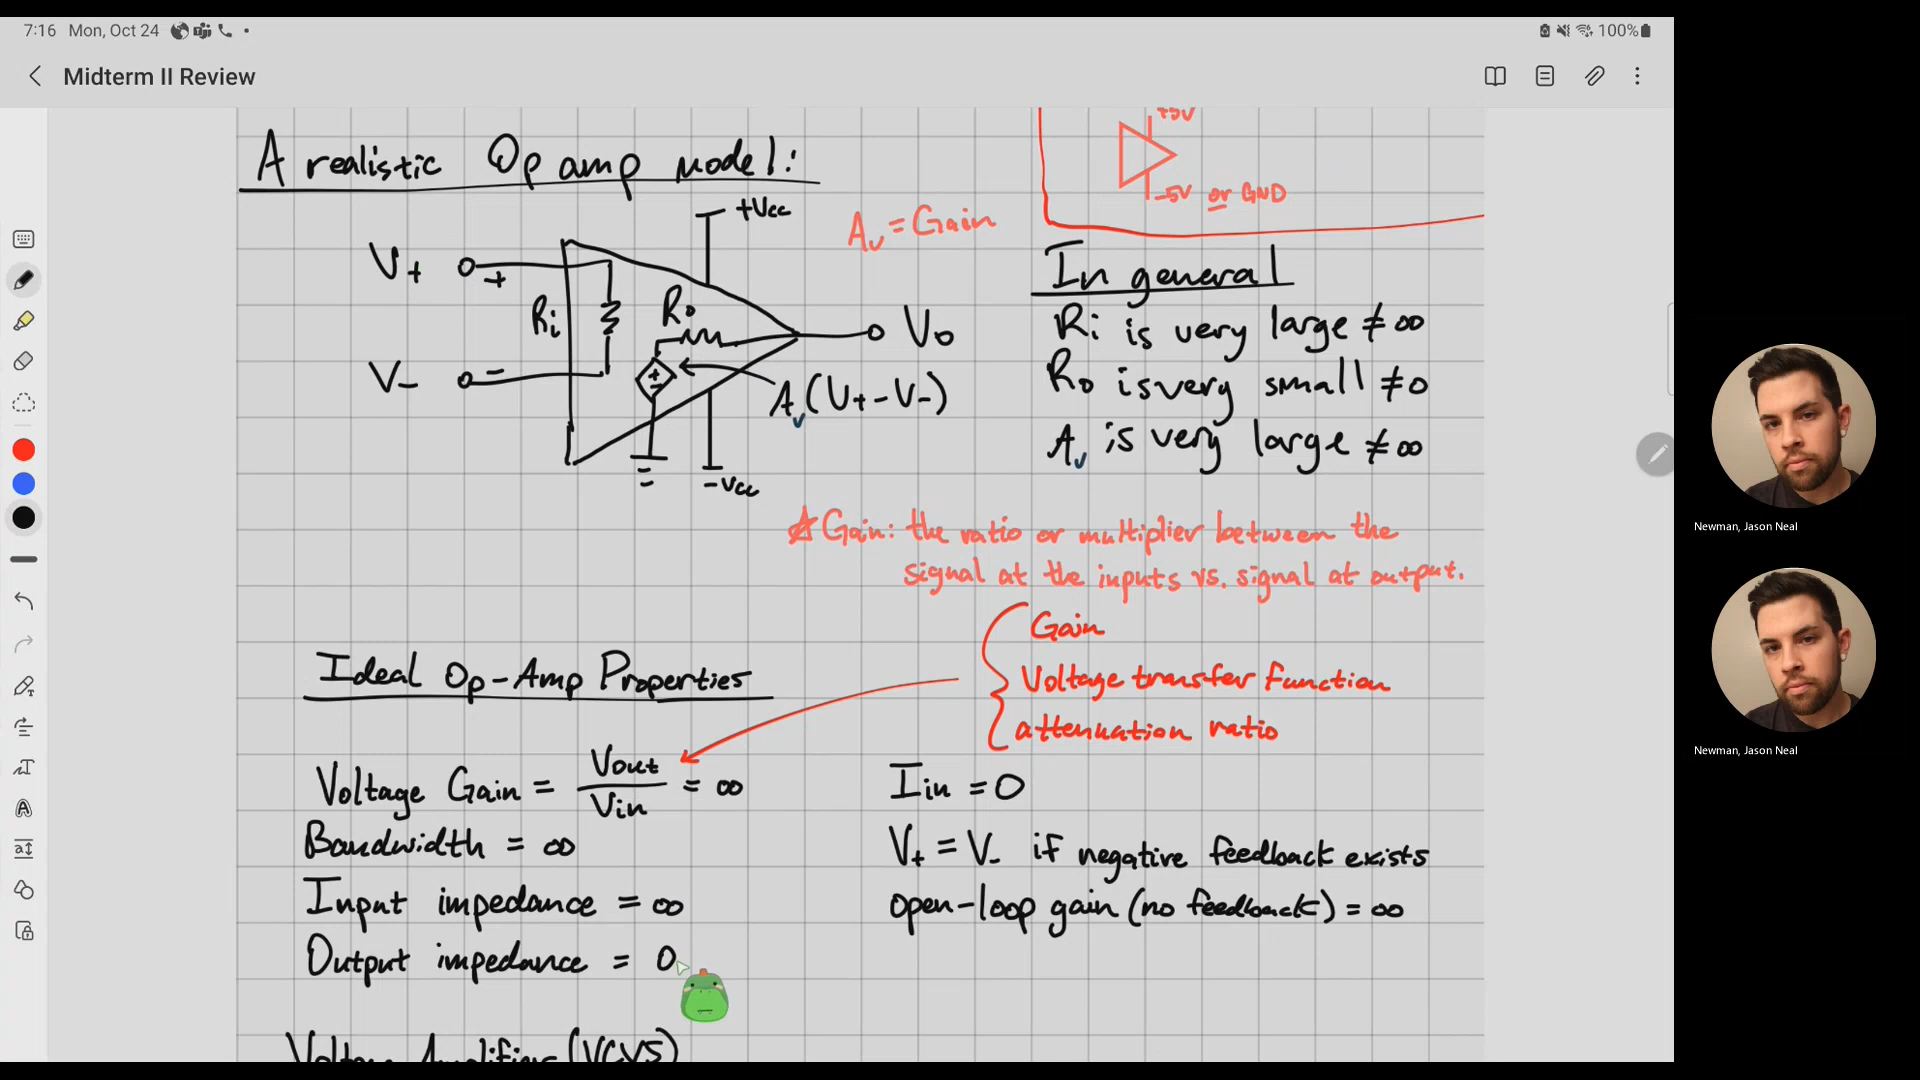 7:16 Mon, Oct 24
100%
Midterm II Review
A realistic Op amp model:
+5V
-5V or GND
+Vcc
Av = Gain
V+
+
Ri
Ro
Vo
V-
-
Av(V+ - V-)
-Vcc
In general
Ri is very large ≠ ∞
Ro is very small ≠ 0
Av is very large ≠ ∞
Gain: the ratio or multiplier between the
signal at the inputs vs. signal at output.
Gain
Voltage transfer function
attenuation ratio
Ideal Op-Amp Properties
Voltage Gain = Vout/Vin = ∞
Bandwidth = ∞
Input impedance = ∞
Output impedance = 0
Iin = 0
V+ = V- if negative feedback exists
open-loop gain (no feedback) = ∞
Voltage Amplifier (VCVS)
Newman, Jason Neal
Newman, Jason Neal